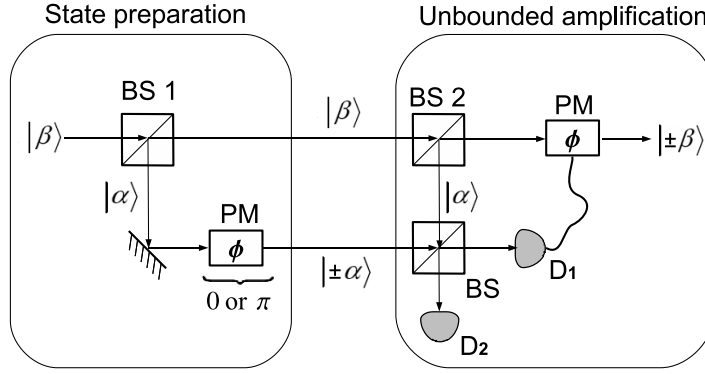 State preparation
Unbounded amplification
BS 1
|β⟩
|β⟩
BS 2
PM
ϕ
|±β⟩
|α⟩
|α⟩
PM
ϕ
|±α⟩
0 or π
BS
D1
D2